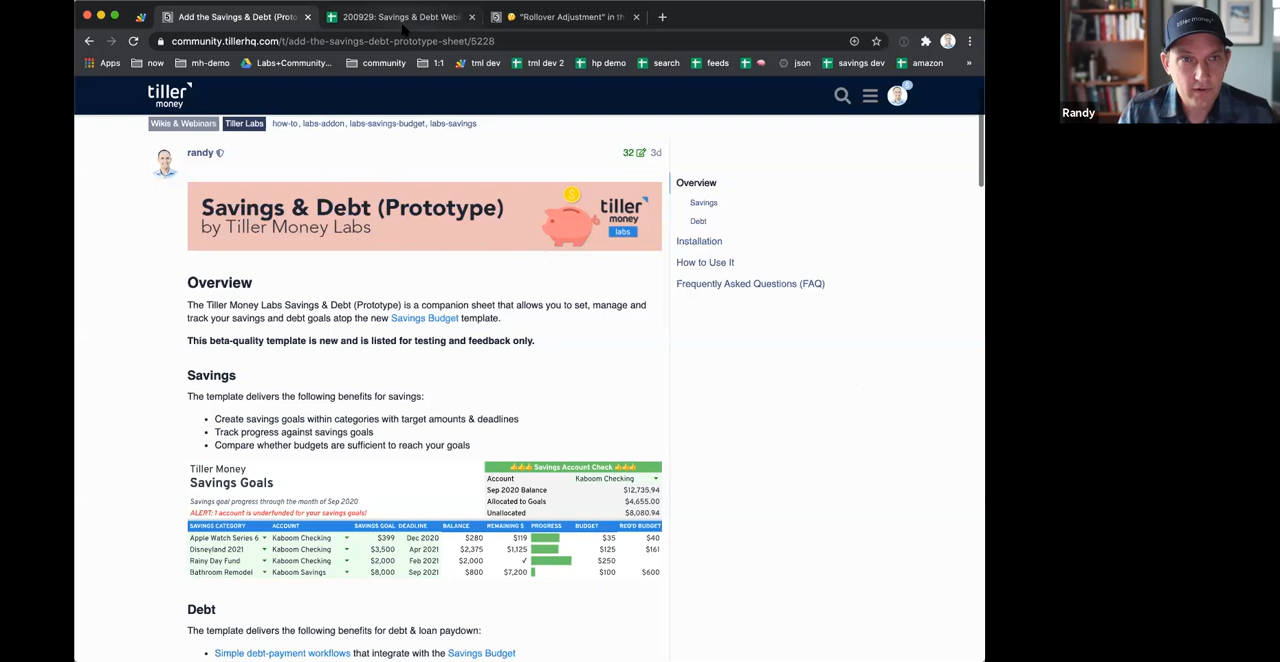 Add the Savings & Debt (Proto
200929: Savings & Debt Webi
"Rollover Adjustment" in th
community.tillerhq.com/t/add-the-savings-debt-prototype-sheet/5228
Apps
now
mh-demo
Labs+Community...
community
1:1
tml dev
tml dev 2
hp demo
search
feeds
json
savings dev
amazon
»
tiller money
Wikis & Webinars
Tiller Labs
how-to, labs-addon, labs-savings-budget, labs-savings
randy
32
3d
Savings & Debt (Prototype)
by Tiller Money Labs
tiller
money
labs
Overview
The Tiller Money Labs Savings & Debt (Prototype) is a companion sheet that allows you to set, manage and
track your savings and debt goals atop the new Savings Budget template.
This beta-quality template is new and is listed for testing and feedback only.
Savings
The template delivers the following benefits for savings:
• Create savings goals within categories with target amounts & deadlines
• Track progress against savings goals
• Compare whether budgets are sufficient to reach your goals
Tiller Money
Savings Goals
Savings goal progress through the month of Sep 2020
ALERT: 1 account is underfunded for your savings goals!
👍👍👍 Savings Account Check 👍👍👍
Account Kaboom Checking
Sep 2020 Balance $12,735.94
Allocated to Goals $4,655.00
Unallocated $8,080.94
SAVINGS CATEGORY ACCOUNT SAVINGS GOAL DEADLINE BALANCE REMAINING $ PROGRESS BUDGET REQ'D BUDGET
Apple Watch Series 6 Kaboom Checking $399 Dec 2020 $280 $119 $35 $40
Disneyland 2021 Kaboom Checking $3,500 Apr 2021 $2,375 $1,125 $125 $161
Rainy Day Fund Kaboom Checking $2,000 Feb 2021 $2,000 ✓ $250
Bathroom Remodel Kaboom Savings $8,000 Sep 2021 $800 $7,200 $100 $600
Debt
The template delivers the following benefits for debt & loan paydown:
• Simple debt-payment workflows that integrate with the Savings Budget
Overview
Savings
Debt
Installation
How to Use It
Frequently Asked Questions (FAQ)
tiller money
Randy